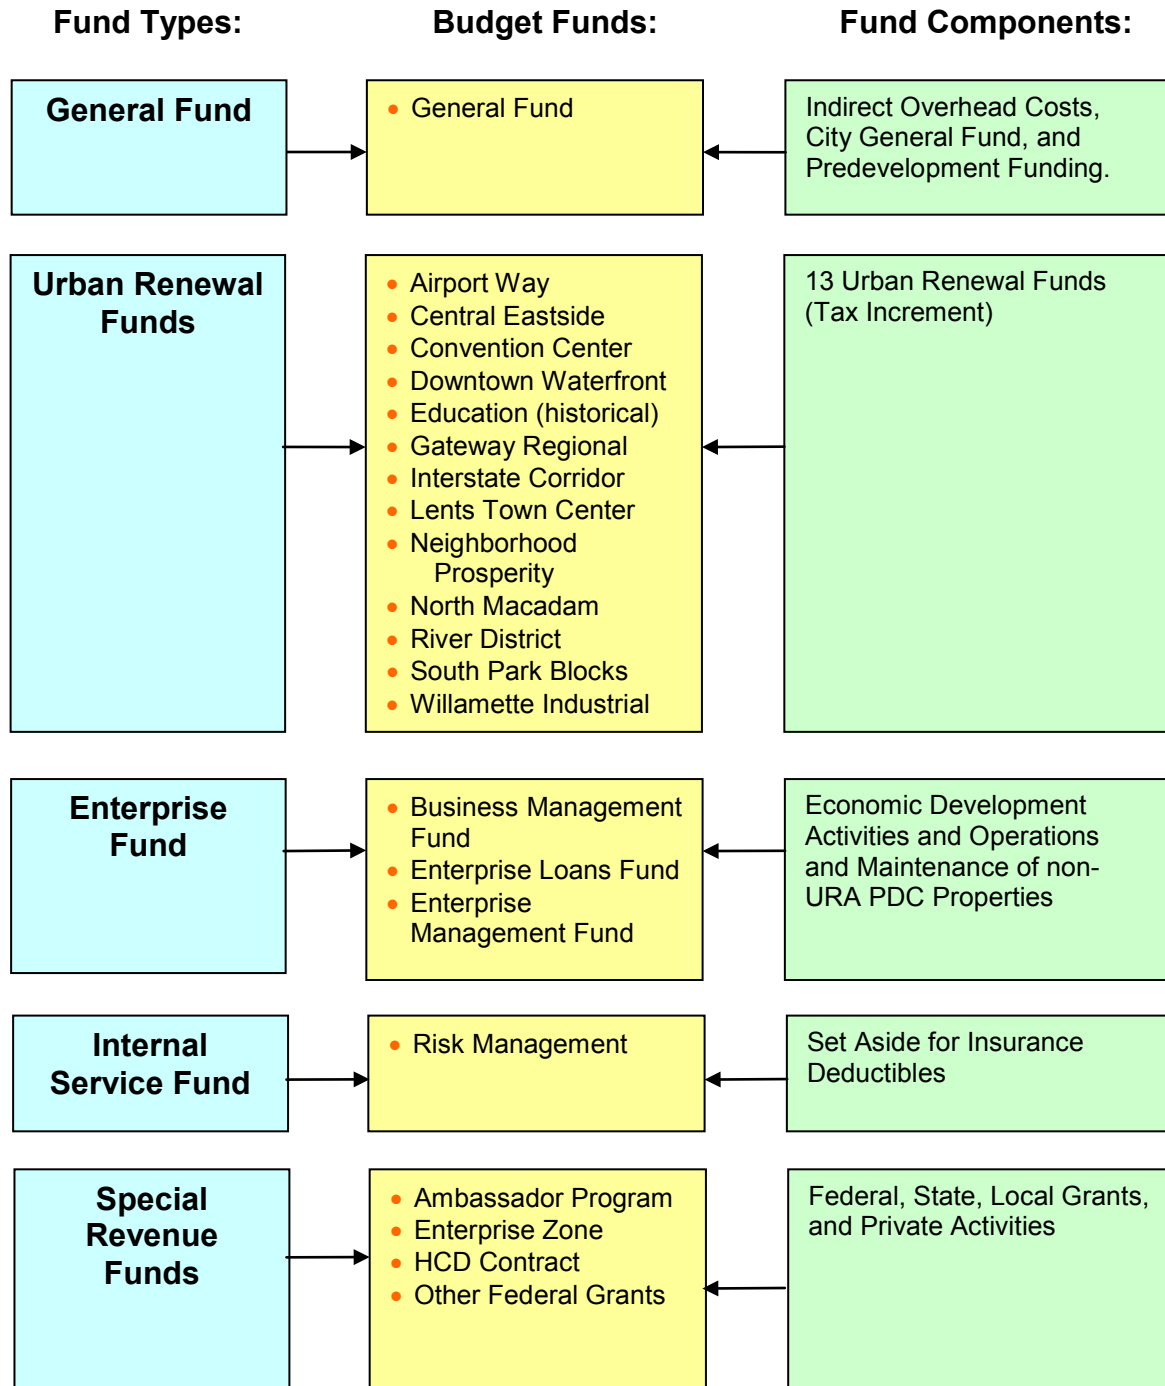 Fund Types:
Budget Funds:
Fund Components:
General Fund
• General Fund
Indirect Overhead Costs,
City General Fund, and
Predevelopment Funding.
Urban Renewal
Funds
• Airport Way
• Central Eastside
• Convention Center
• Downtown Waterfront
• Education (historical)
• Gateway Regional
• Interstate Corridor
• Lents Town Center
• Neighborhood
Prosperity
• North Macadam
• River District
• South Park Blocks
• Willamette Industrial
13 Urban Renewal Funds
(Tax Increment)
Enterprise
Fund
• Business Management
Fund
• Enterprise Loans Fund
• Enterprise
Management Fund
Economic Development
Activities and Operations
and Maintenance of non-
URA PDC Properties
Internal
Service Fund
• Risk Management
Set Aside for Insurance
Deductibles
Special
Revenue
Funds
• Ambassador Program
• Enterprise Zone
• HCD Contract
• Other Federal Grants
Federal, State, Local Grants,
and Private Activities